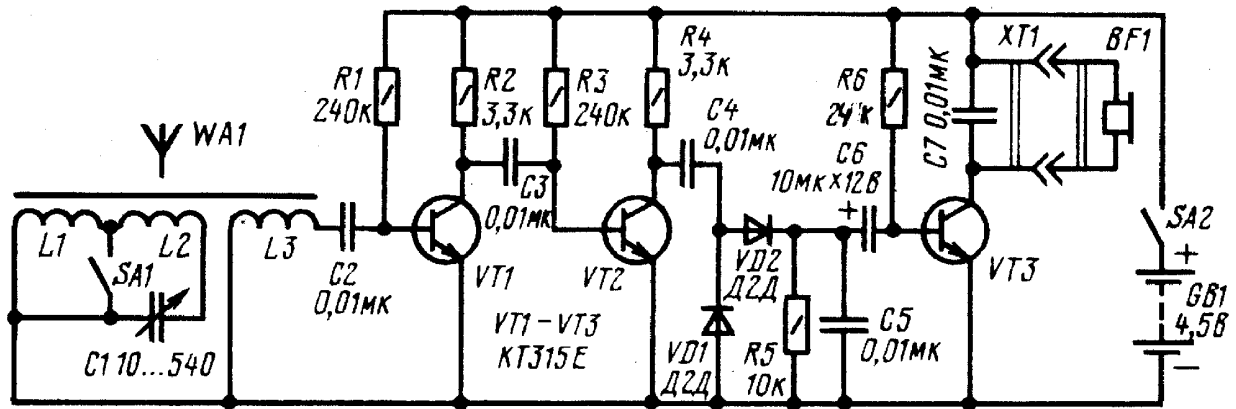 WA1
L1
L2
L3
SA1
C1 10...540
C2
0,01мк
R1
240к
R2
3,3к
C3
0,01мк
VT1
VT1-VT3
КТ315Е
R3
240к
R4
3,3к
VT2
C4
0,01мк
VD2
Д2Д
VD1
Д2Д
R5
10к
C5
0,01мк
C6
10мк×12В
+
R6
VT3
C7 0,01мк
XT1
BF1
SA2
+
GB1
4,5В
−